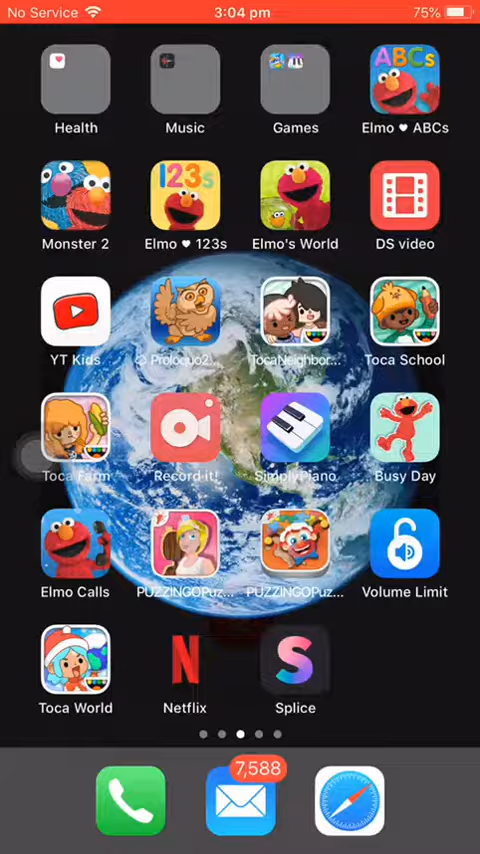 No Service 3:04 pm 75%
ABCs
Health Music Games Elmo ♥ ABCs
123s
Monster 2 Elmo ♥ 123s Elmo's World DS video
YT Kids Proloquo2... TocaNeighbor... Toca School
Toca Farm Record it! SimplyPiano Busy Day
Elmo Calls PUZZINGOPuz... PUZZINGOPuz... Volume Limit
N S
Toca World Netflix Splice
7,588